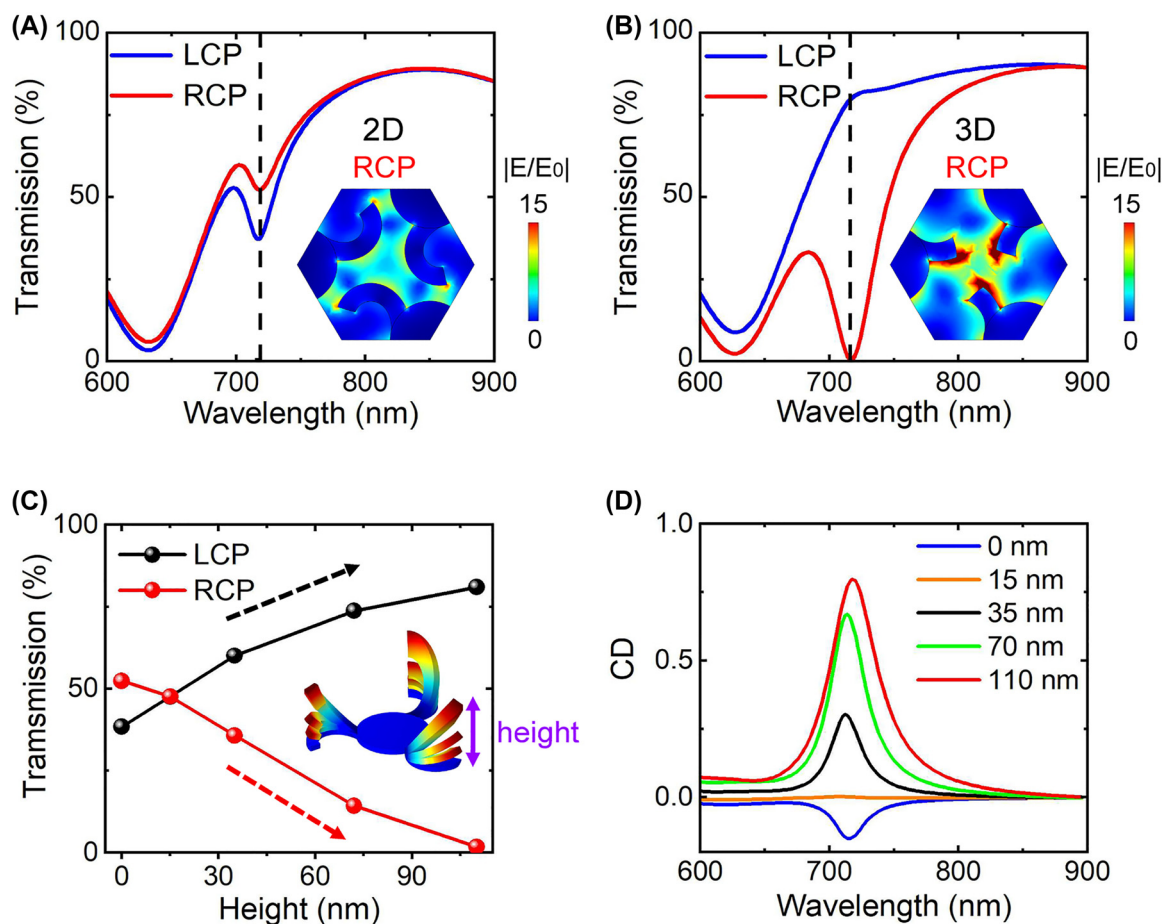 (A)
100
LCP
RCP
2D
RCP
|E/E0|
15
0
Transmission (%)
50
0
600
700
800
900
Wavelength (nm)
(B)
100
LCP
RCP
3D
RCP
|E/E0|
15
0
Transmission (%)
50
0
600
700
800
900
Wavelength (nm)
(C)
100
LCP
RCP
height
Tramsmission (%)
50
0
0
30
60
90
Height (nm)
(D)
1.0
0 nm
15 nm
35 nm
70 nm
110 nm
CD
0.5
0.0
600
700
800
900
Wavelength (nm)